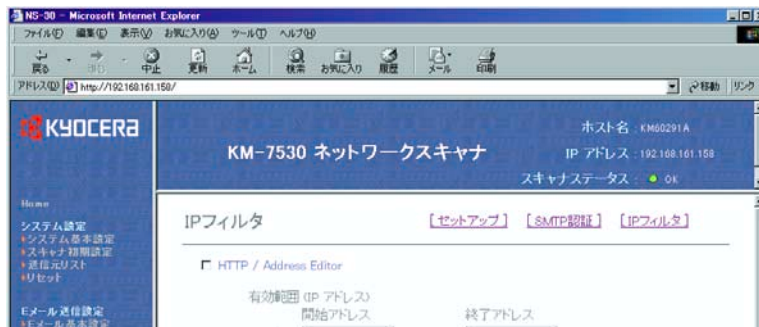 NS-30 - Microsoft Internet Explorer
ファイル(F) 編集(E) 表示(V) お気に入り(A) ツール(T) ヘルプ(H)
戻る 進む 中止 更新 ホーム 検索 お気に入り 履歴 メール 印刷
アドレス(D) http://192.168.161.158/ 移動 リンク
KYOCERA
ホスト名 : KM60291A
KM-7530 ネットワークスキャナ
IP アドレス : 192.168.161.158
スキャナステータス : OK
Home
システム設定
システム基本設定
スキャナ初期設定
送信元リスト
リセット
Eメール送信設定
Eメール基本設定
IPフィルタ
[セットアップ] [SMTP認証] [IPフィルタ]
HTTP / Address Editor
有効範囲 (IP アドレス)
開始アドレス 終了アドレス